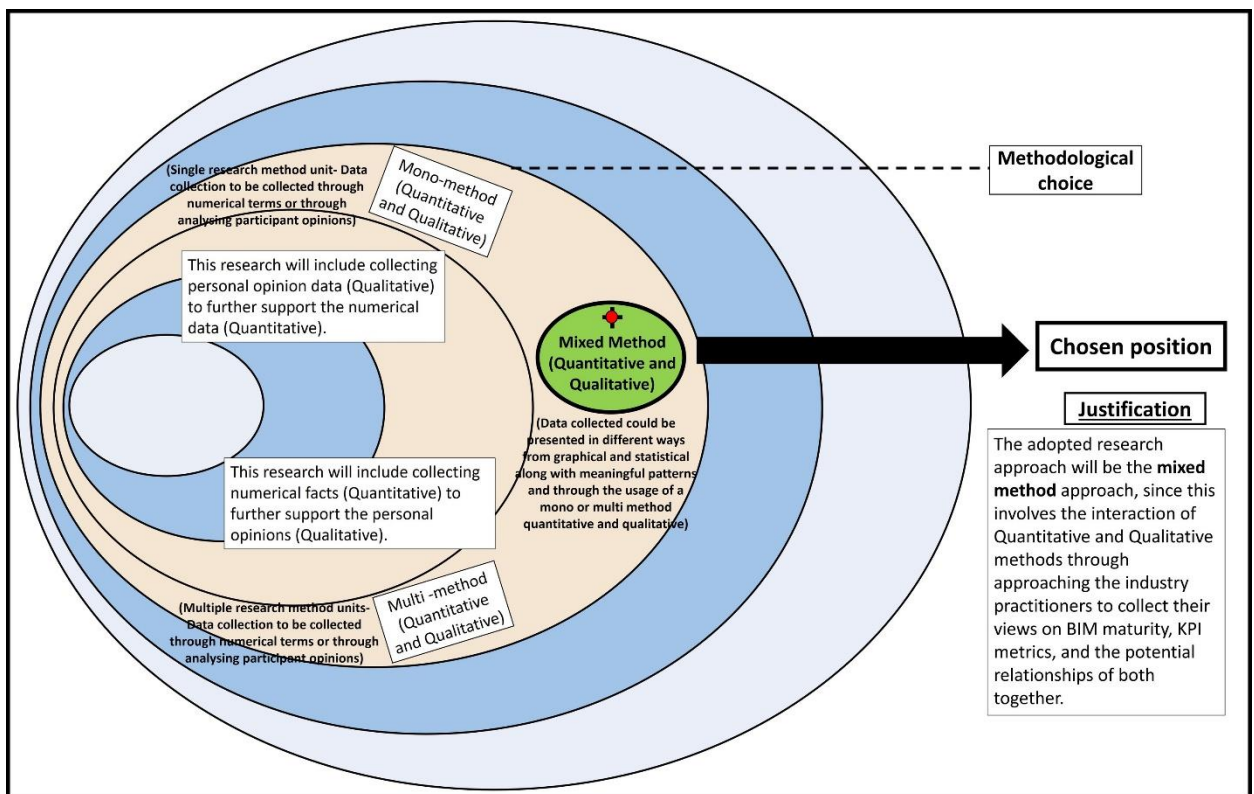 (Single research method unit- Data
collection to be collected through
numerical terms or through
analysing participant opinions)
Mono-method
(Quantitative
and Qualitative)
Methodological
choice
This research will include collecting
personal opinion data (Qualitative)
to further support the numerical
data (Quantitative).
Mixed Method
(Quantitative and
Qualitative)
Chosen position
(Data collected could be
presented in different ways
from graphical and statistical
along with meaningful patterns
and through the usage of a
mono or multi method
quantitative and qualitative)
This research will include collecting
numerical facts (Quantitative) to
further support the personal
opinions (Qualitative).
(Multiple research method units-
Data collection to be collected
through numerical terms or through
analysing participant opinions)
Multi -method
(Quantitative
and Qualitative)
Justification
The adopted research
approach will be the mixed
method approach, since this
involves the interaction of
Quantitative and Qualitative
methods through
approaching the industry
practitioners to collect their
views on BIM maturity, KPI
metrics, and the potential
relationships of both
together.